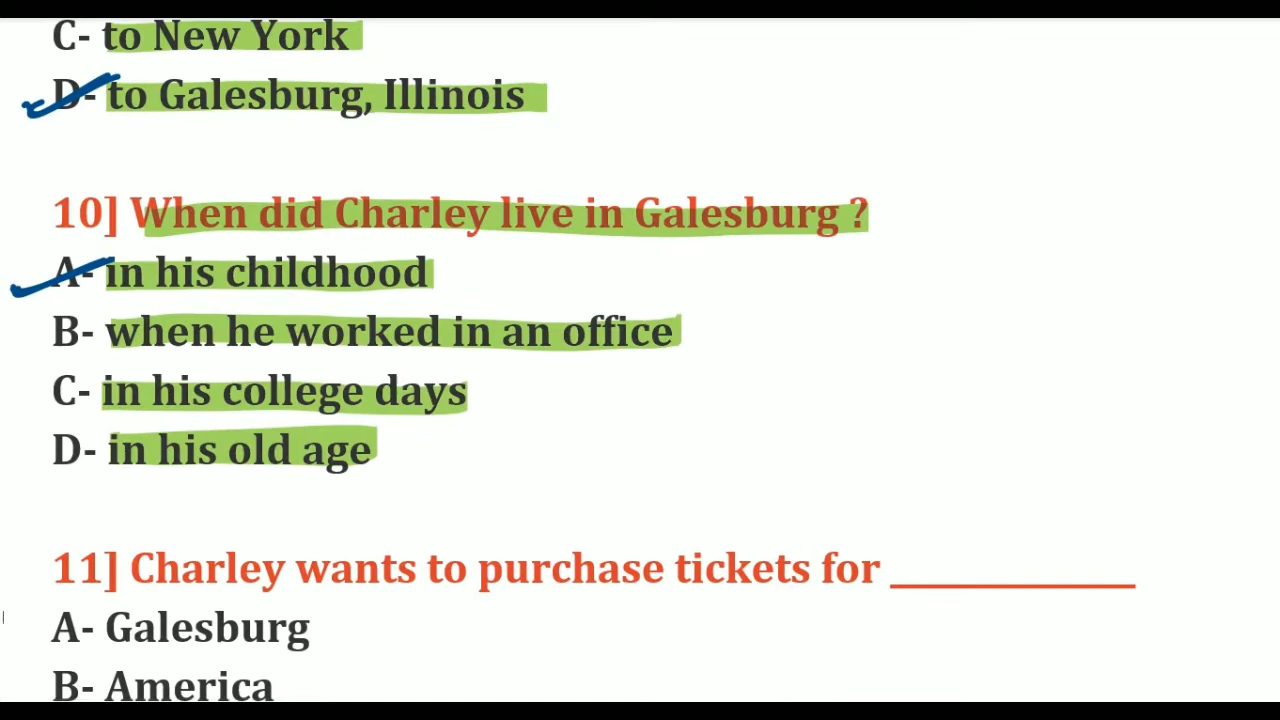 C- to New York
D- to Galesburg, Illinois
10] When did Charley live in Galesburg ?
A- in his childhood
B- when he worked in an office
C- in his college days
D- in his old age
11] Charley wants to purchase tickets for _______________
A- Galesburg
B- America